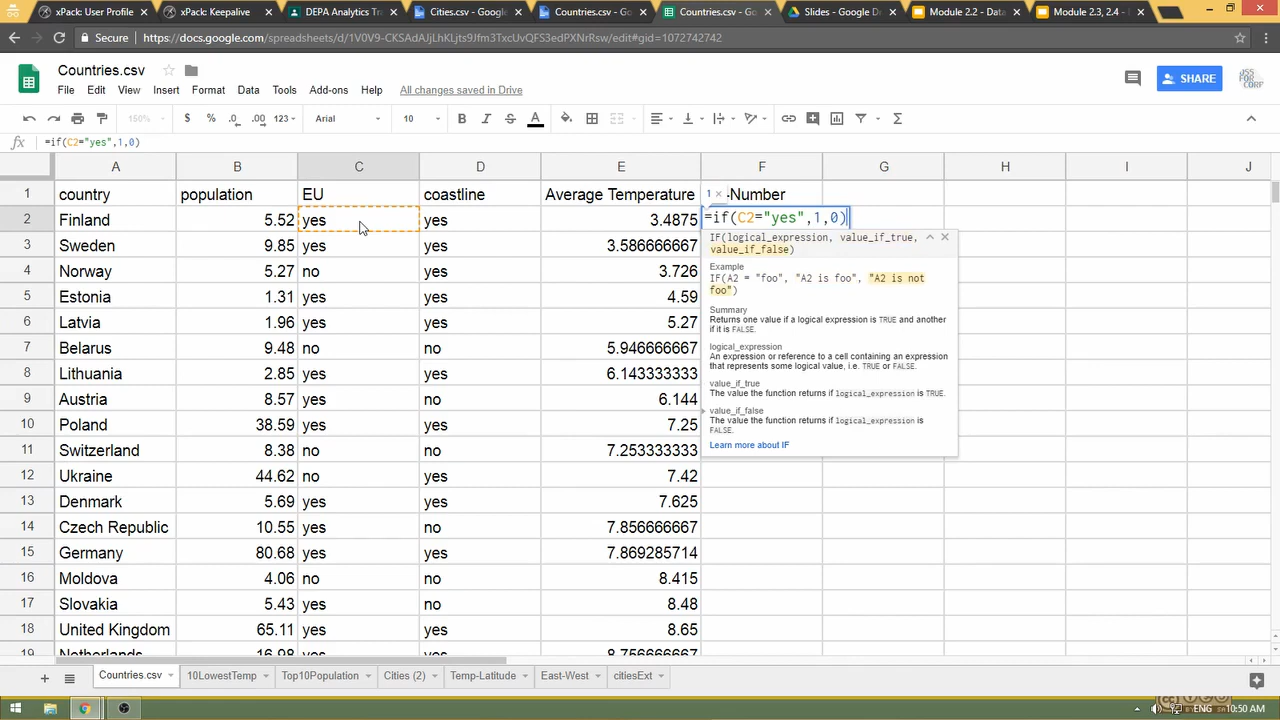 xPack: User Profile
xPack: Keepalive
DEPA Analytics Tr
Cities.csv - Google
Countries.csv - Go
Countries.csv - Go
Slides - Google De
Module 2.2 - Data
Module 2.3, 2.4 -
Secure https://docs.google.com/spreadsheets/d/1V0V9-CKSAdAJjLhKLjts9Jfm3TxcUvQFS3edPXNrRsw/edit#gid=1072742742
Countries.csv
File Edit View Insert Format Data Tools Add-ons Help All changes saved in Drive
SHARE
150% $ % .0 .00 123 Arial 10 B I S A
fx =if(C2="yes",1,0)
A B C D E F G H I J
1 country population EU coastline Average Temperature 1 × -Number
2 Finland 5.52 yes yes 3.4875 =if(C2="yes",1,0)
3 Sweden 9.85 yes yes 3.586666667
4 Norway 5.27 no yes 3.726
5 Estonia 1.31 yes yes 4.59
6 Latvia 1.96 yes yes 5.27
7 Belarus 9.48 no no 5.946666667
8 Lithuania 2.85 yes yes 6.143333333
9 Austria 8.57 yes no 6.144
10 Poland 38.59 yes yes 7.25
11 Switzerland 8.38 no no 7.253333333
12 Ukraine 44.62 no yes 7.42
13 Denmark 5.69 yes yes 7.625
14 Czech Republic 10.55 yes no 7.856666667
15 Germany 80.68 yes yes 7.869285714
16 Moldova 4.06 no no 8.415
17 Slovakia 5.43 yes no 8.48
18 United Kingdom 65.11 yes yes 8.65
19 Netherlands 16.98 yes yes 8.756666667
IF(logical_expression, value_if_true,
value_if_false)
Example
IF(A2 = "foo", "A2 is foo", "A2 is not
foo")
Summary
Returns one value if a logical expression is TRUE and another
if it is FALSE.
logical_expression
An expression or reference to a cell containing an expression
that represents some logical value, i.e. TRUE or FALSE.
value_if_true
The value the function returns if logical_expression is TRUE.
value_if_false
The value the function returns if logical_expression is
FALSE.
Learn more about IF
Countries.csv 10LowestTemp Top10Population Cities (2) Temp-Latitude East-West citiesExt
ENG 10:50 AM